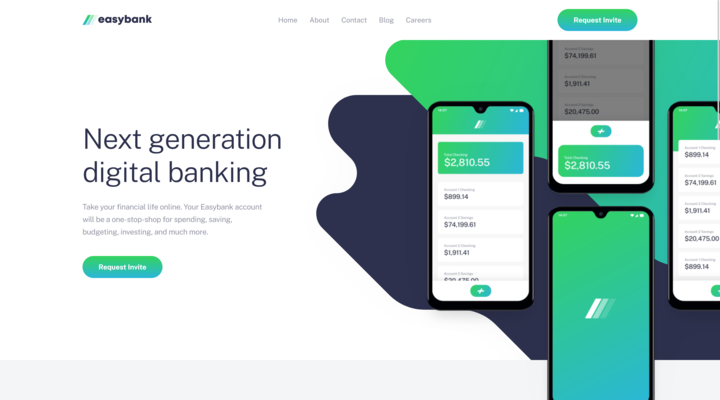 easybank
Home About Contact Blog Careers
Request Invite
Next generation
digital banking
Take your financial life online. Your Easybank account
will be a one-stop-shop for spending, saving,
budgeting, investing, and much more.
Request Invite
Total Checking
$2,810.55
$899.14
$74,199.61
$1,911.41
$74,199.61
$1,911.41
$20,475.00
Total Checking
$2,810.55
$899.14
$74,199.61
$1,911.41
$20,475.00
$899.14